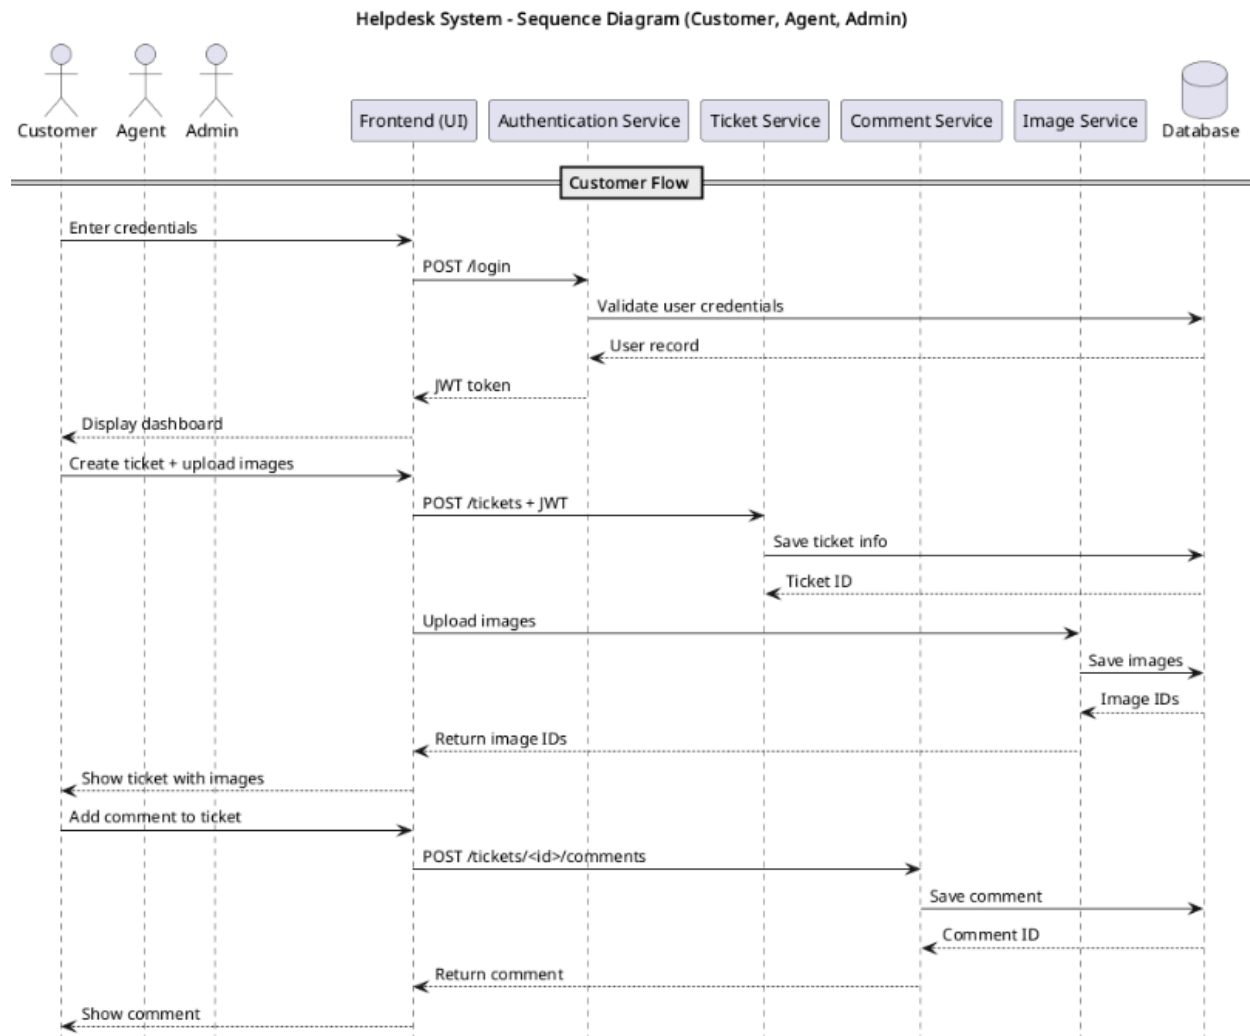 Helpdesk System - Sequence Diagram (Customer, Agent, Admin)
Customer
Agent
Admin
Frontend (UI)
Authentication Service
Ticket Service
Comment Service
Image Service
Database
Customer Flow
Enter credentials
POST /login
Validate user credentials
User record
JWT token
Display dashboard
Create ticket + upload images
POST /tickets + JWT
Save ticket info
Ticket ID
Upload images
Save images
Image IDs
Return image IDs
Show ticket with images
Add comment to ticket
POST /tickets/<id>/comments
Save comment
Comment ID
Return comment
Show comment